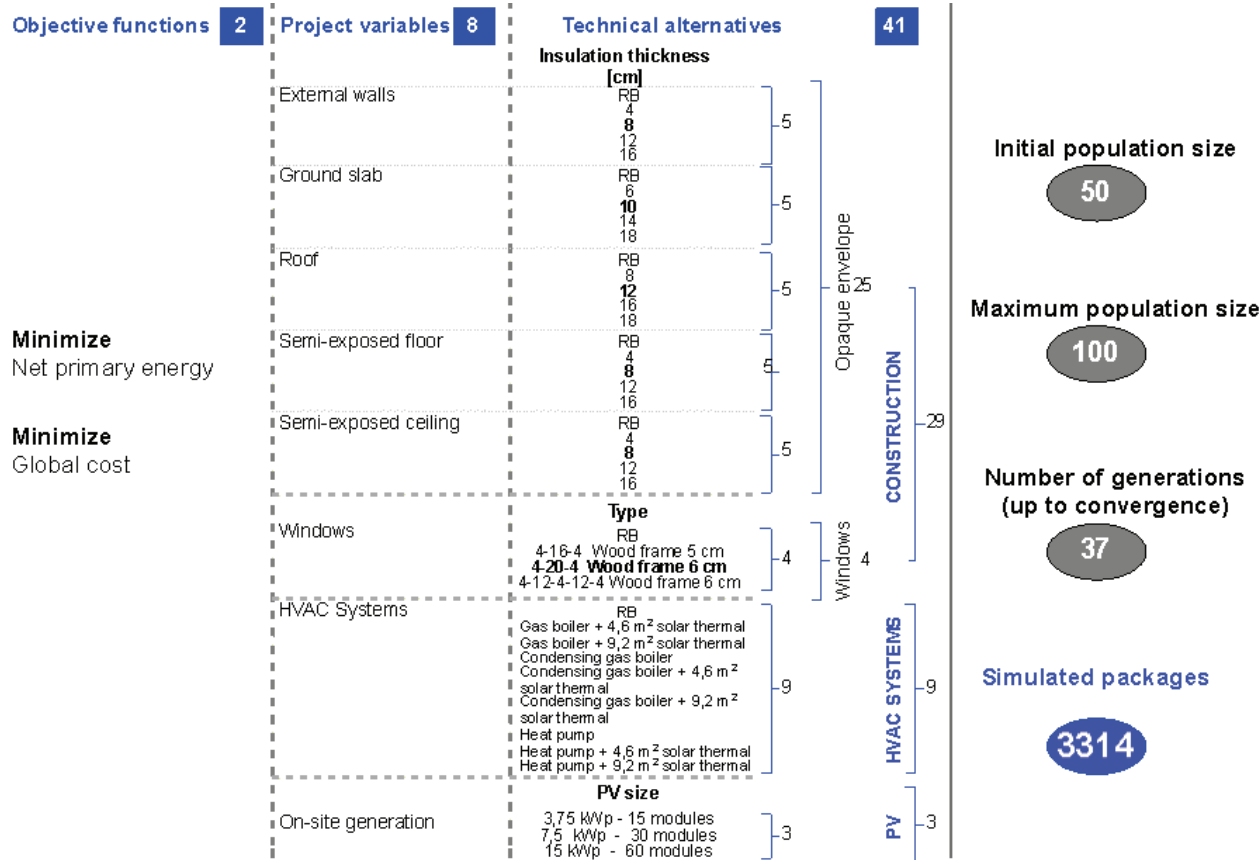 Objective functions 2 Project variables 8 Technical alternatives 41
Insulation thickness
[cm]
External walls
RB
4
8
12
16
5
Ground slab
RB
6
10
14
18
5
Roof
RB
8
12
16
18
5
Semi-exposed floor
RB
4
8
12
16
5
Semi-exposed ceiling
RB
4
8
12
16
5
Opaque envelope
25
Minimize
Net primary energy
Minimize
Global cost
Type
Windows
RB
4-16-4 Wood frame 5 cm
4-20-4 Wood frame 6 cm
4-12-4-12-4 Wood frame 6 cm
4
Windows
4
CONSTRUCTION
29
HVAC Systems
RB
Gas boiler + 4,6 m² solar thermal
Gas boiler + 9,2 m² solar thermal
Condensing gas boiler
Condensing gas boiler + 4,6 m²
solar thermal
Condensing gas boiler + 9,2 m²
solar thermal
Heat pump
Heat pump + 4,6 m² solar thermal
Heat pump + 9,2 m² solar thermal
9
HVAC SYSTEMS
9
PV size
On-site generation
3,75 kWp - 15 modules
7,5 kWp - 30 modules
15 kWp - 60 modules
3
PV
3
Initial population size
50
Maximum population size
100
Number of generations
(up to convergence)
37
Simulated packages
3314